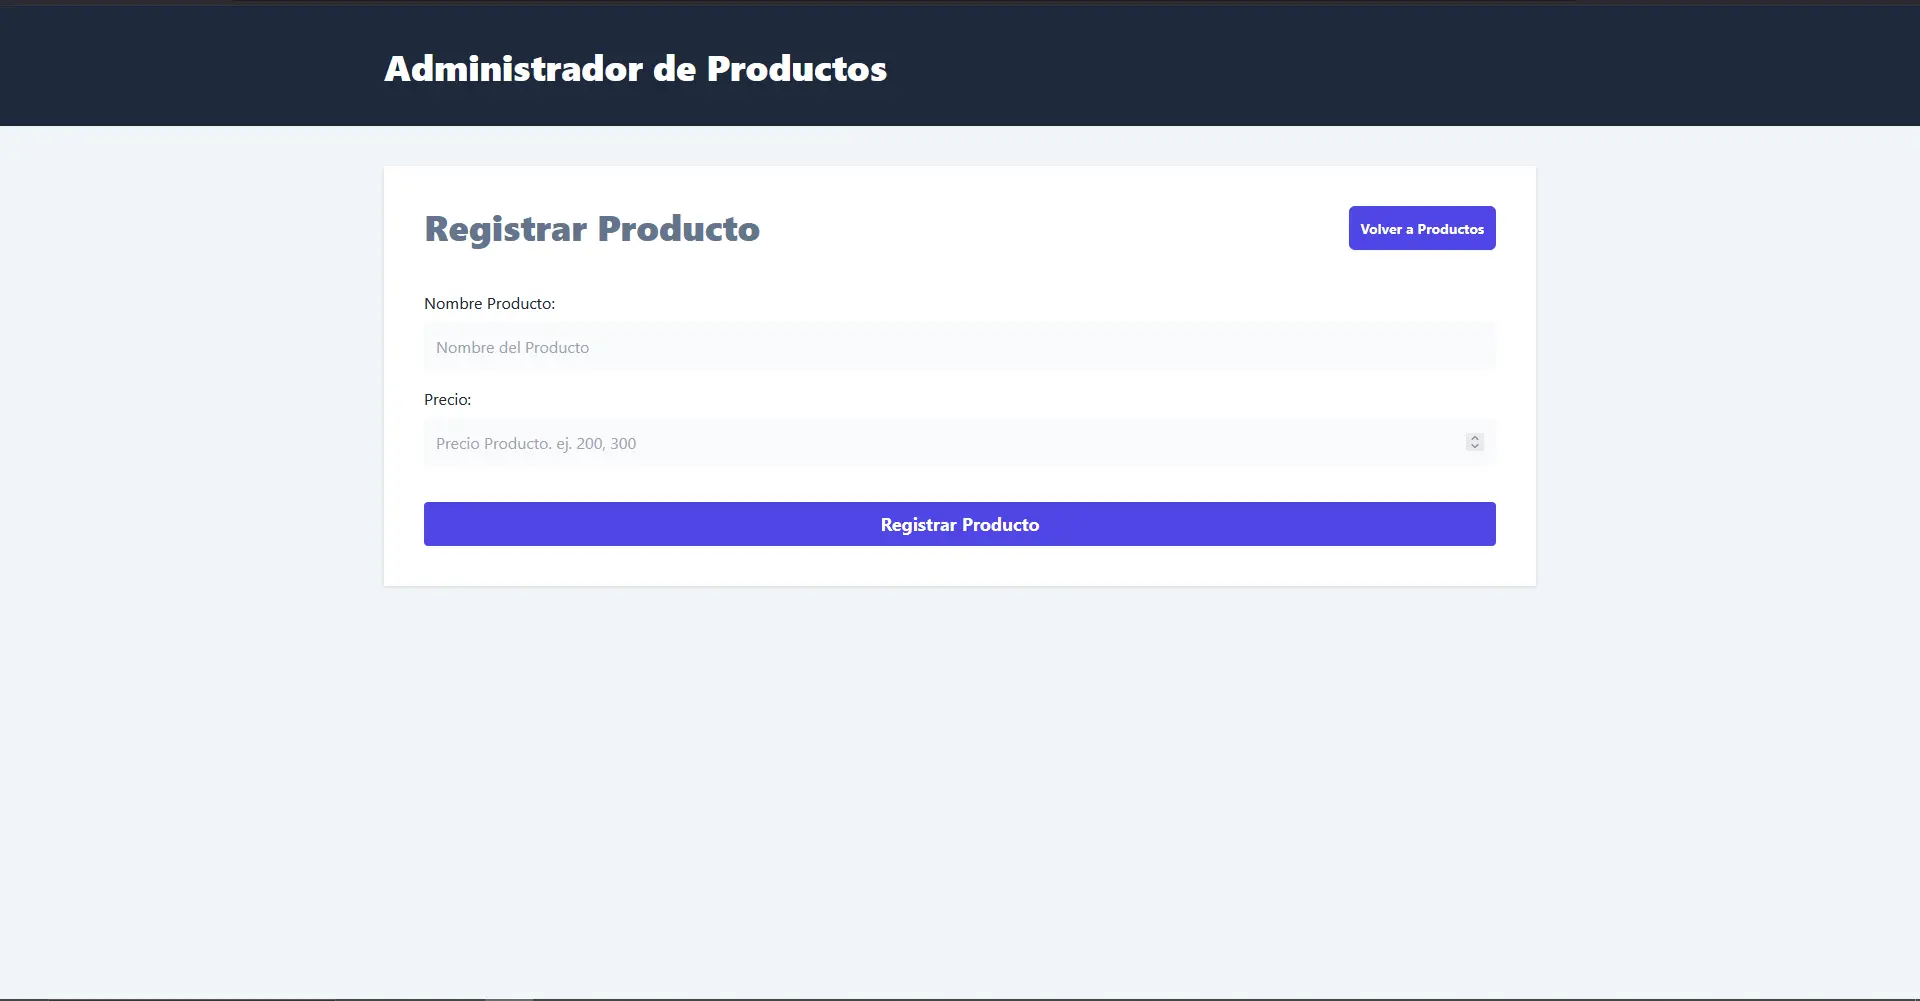 Administrador de Productos
Registrar Producto
Volver a Productos
Nombre Producto:
Nombre del Producto
Precio:
Precio Producto. ej. 200, 300
Registrar Producto